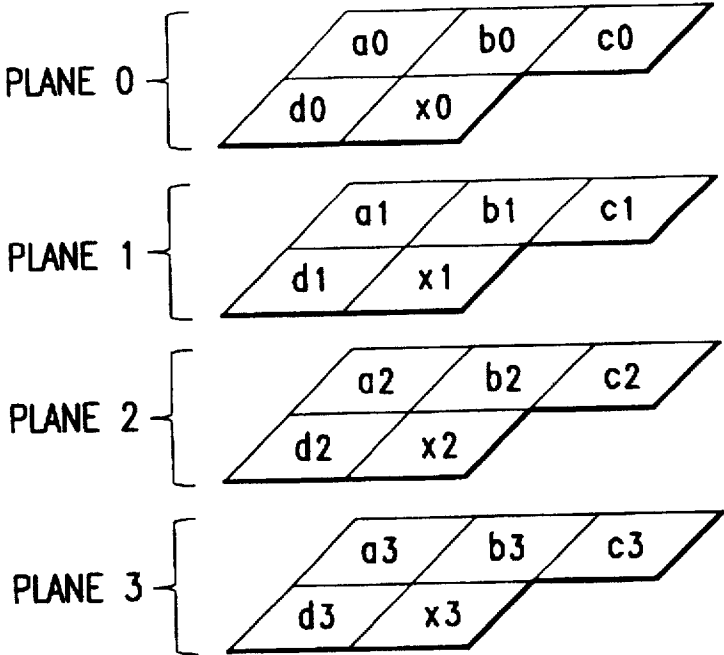 a0 b0 c0
PLANE 0
d0 x0
a1 b1 c1
PLANE 1
d1 x1
a2 b2 c2
PLANE 2
d2 x2
a3 b3 c3
PLANE 3
d3 x3